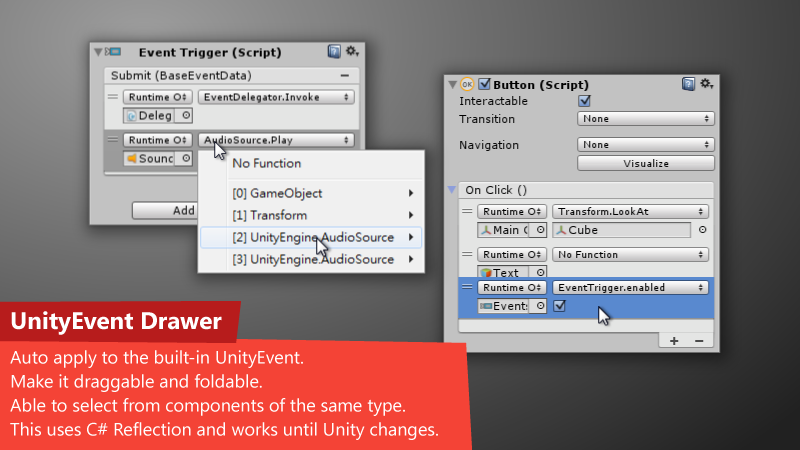 Event Trigger (Script)
Submit (BaseEventData)
Runtime O
EventDelegator.Invoke
Deleg
Runtime O
AudioSource.Play
Sounc
No Function
[0] GameObject
[1] Transform
[2] UnityEngine.AudioSource
[3] UnityEngine.AudioSource
Add
OK
Button (Script)
Interactable
Transition
None
Navigation
None
Visualize
On Click ()
Runtime O
Transform.LookAt
Main C
Cube
Runtime O
No Function
Text
Runtime O
EventTrigger.enabled
Events
UnityEvent Drawer
Auto apply to the built-in UnityEvent.
Make it draggable and foldable.
Able to select from components of the same type.
This uses C# Reflection and works until Unity changes.